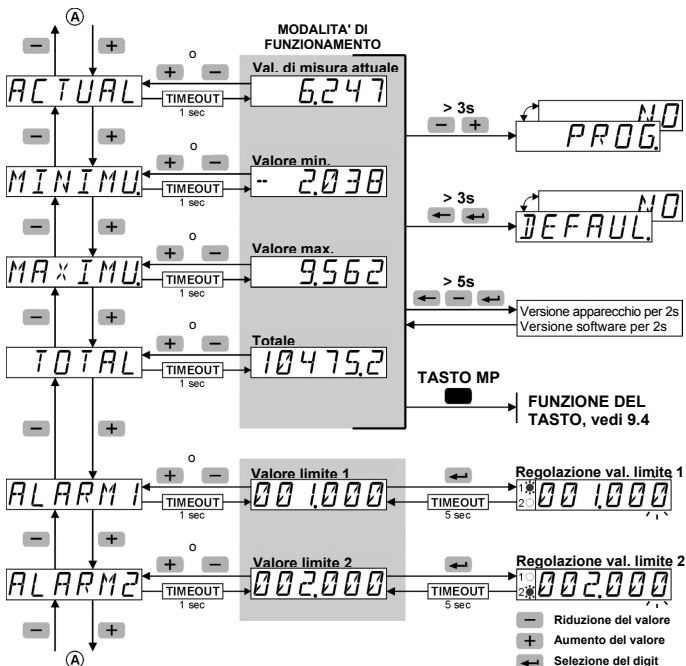 A
MODALITA' DI
FUNZIONAMENTO
o
Val. di misura attuale
ACTUAL
TIMEOUT
1 sec
6.247
> 3s
NO
PROG.
o
Valore min.
MINIMU.
TIMEOUT
1 sec
- 2.038
> 3s
NO
DEFAUL.
o
Valore max.
MAXIMU.
TIMEOUT
1 sec
9.562
> 5s
Versione apparecchio per 2s
Versione software per 2s
o
Totale
TOTAL
TIMEOUT
1 sec
10475.2
TASTO MP
FUNZIONE DEL
TASTO, vedi 9.4
o
Valore limite 1
Regolazione val. limite 1
ALARM1
TIMEOUT
1 sec
001.000
TIMEOUT
5 sec
1
2
001.000
o
Valore limite 2
Regolazione val. limite 2
ALARM2
TIMEOUT
1 sec
002.000
TIMEOUT
5 sec
1
2
002.000
- Riduzione del valore
+ Aumento del valore
Selezione del digit
A